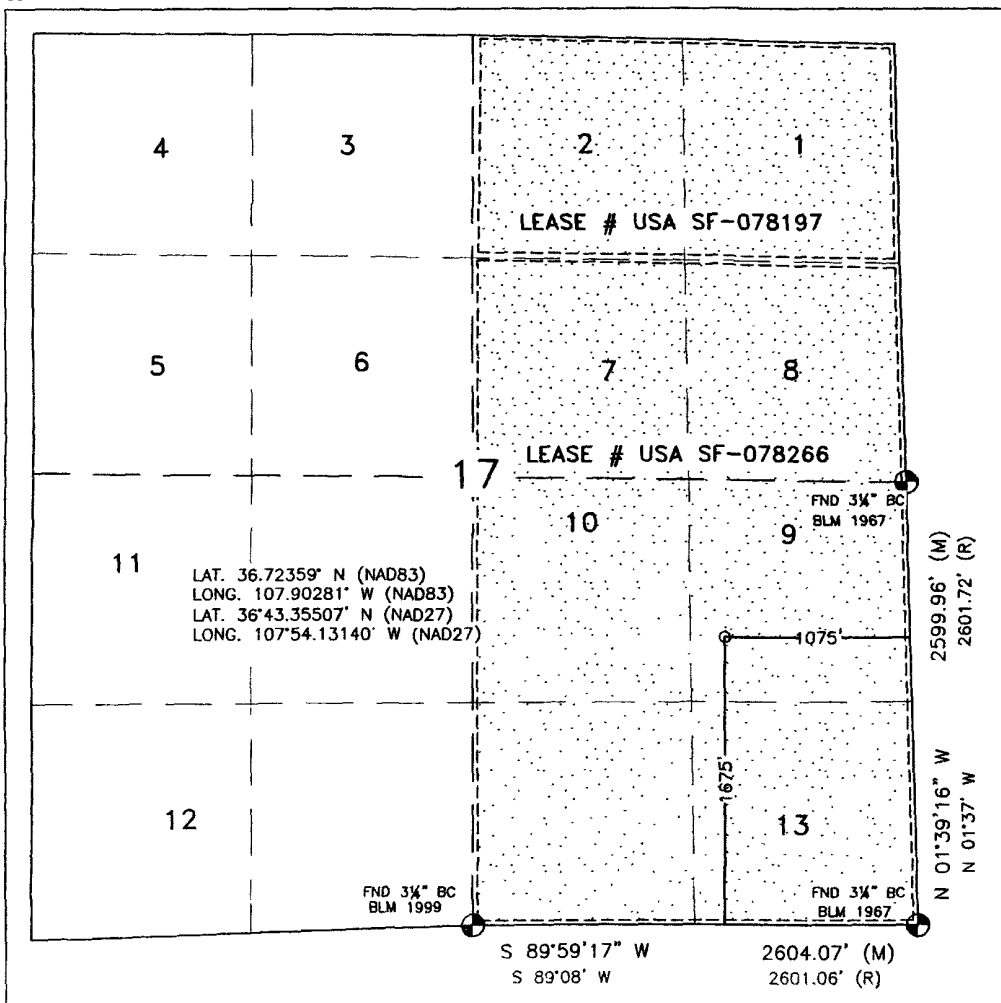 4
3
2
1
LEASE # USA SF-078197
5
6
7
8
17
LEASE # USA SF-078266
FND 3¼" BC
BLM 1967
11
10
9
LAT. 36.72359° N (NAD83)
LONG. 107.90281° W (NAD83)
LAT. 36°43.35507' N (NAD27)
LONG. 107°54.13140' W (NAD27)
2599.96' (M)
2601.72' (R)
1075'
1675'
12
13
N 01°39'16" W
N 01°37' W
FND 3¼" BC
BLM 1999
FND 3¼" BC
BLM 1967
S 89°59'17" W
2604.07' (M)
S 89°08' W
2601.06' (R)